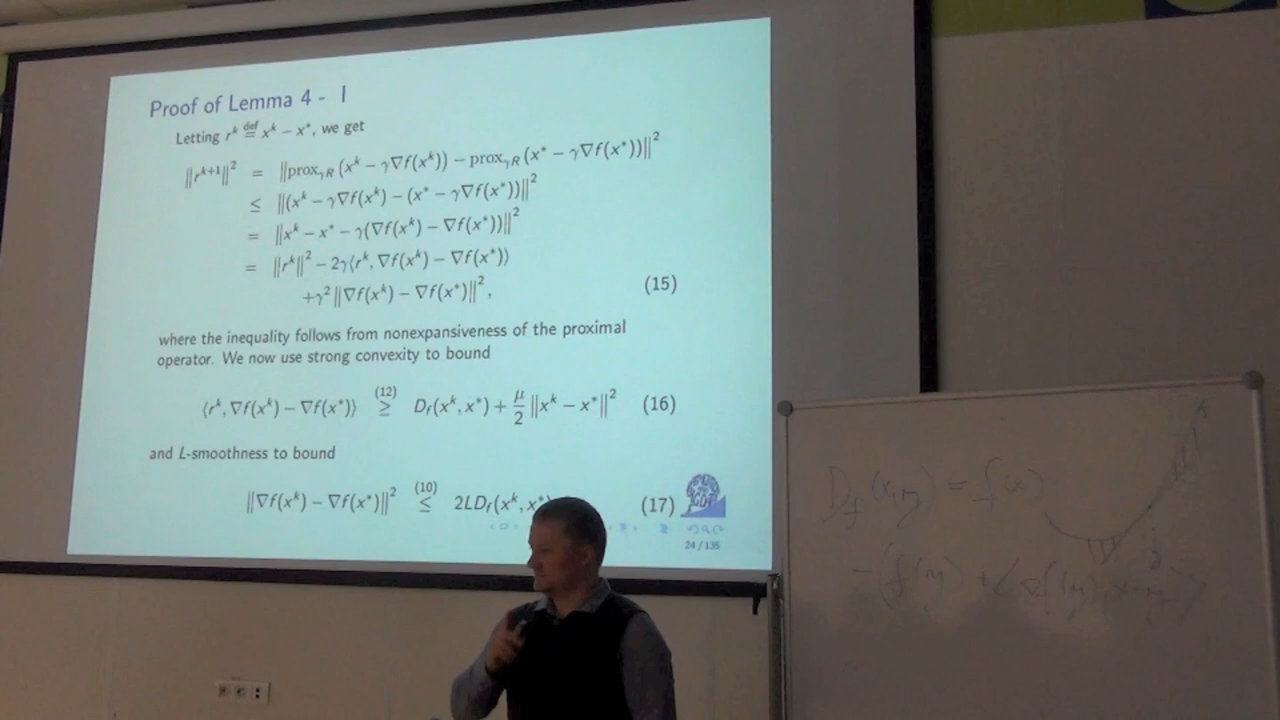 Proof of Lemma 4 - I
Letting r^k def= x^k − x*, we get
‖r^{k+1}‖² = ‖prox_{γR}(x^k − γ∇f(x^k)) − prox_{γR}(x* − γ∇f(x*))‖²
≤ ‖(x^k − γ∇f(x^k) − (x* − γ∇f(x*))‖²
= ‖x^k − x* − γ(∇f(x^k) − ∇f(x*))‖²
= ‖r^k‖² − 2γ⟨r^k, ∇f(x^k) − ∇f(x*)⟩
+γ²‖∇f(x^k) − ∇f(x*)‖², (15)
where the inequality follows from nonexpansiveness of the proximal
operator. We now use strong convexity to bound
⟨r^k, ∇f(x^k) − ∇f(x*)⟩ (12)≥ D_f(x^k, x*) + μ/2 ‖x^k − x*‖² (16)
and L-smoothness to bound
‖∇f(x^k) − ∇f(x*)‖² (10)≤ 2LD_f(x^k, x* (17)
24 / 135
D_f(x,y) = f(x)
− (f(y) + ⟨∇f(y), x−y⟩